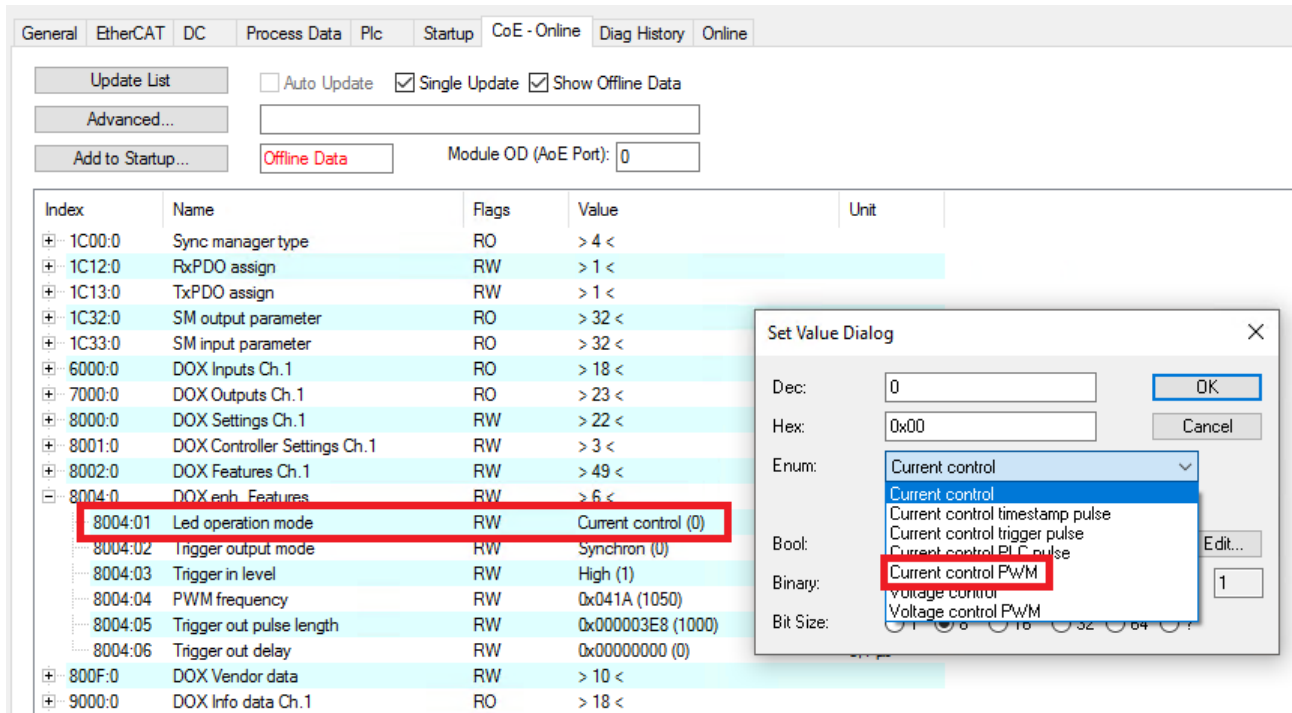 General EtherCAT DC Process Data Plc Startup CoE - Online Diag History Online
Update List Auto Update Single Update Show Offline Data
Advanced...
Add to Startup... Offline Data Module OD (AoE Port): 0
Index Name Flags Value Unit
1C00:0 Sync manager type RO > 4 <
1C12:0 RxPDO assign RW > 1 <
1C13:0 TxPDO assign RW > 1 <
1C32:0 SM output parameter RO > 32 <
1C33:0 SM input parameter RO > 32 <
6000:0 DOX Inputs Ch.1 RO > 18 <
7000:0 DOX Outputs Ch.1 RO > 23 <
8000:0 DOX Settings Ch.1 RW > 22 <
8001:0 DOX Controller Settings Ch.1 RW > 3 <
8002:0 DOX Features Ch.1 RW > 49 <
8004:0 DOX enh. Features RW > 6 <
8004:01 Led operation mode RW Current control (0)
8004:02 Trigger output mode RW Synchron (0)
8004:03 Trigger in level RW High (1)
8004:04 PWM frequency RW 0x041A (1050)
8004:05 Trigger out pulse length RW 0x000003E8 (1000)
8004:06 Trigger out delay RW 0x00000000 (0)
800F:0 DOX Vendor data RW > 10 <
9000:0 DOX Info data Ch.1 RO > 18 <
Set Value Dialog
Dec: 0 OK
Hex: 0x00 Cancel
Enum: Current control
Current control
Current control timestamp pulse
Current control trigger pulse
Current control PLC pulse
Current control PWM
Voltage control
Voltage control PWM
Bool: Edit...
Binary: 1
Bit Size: 1 8 16 32 64 ?